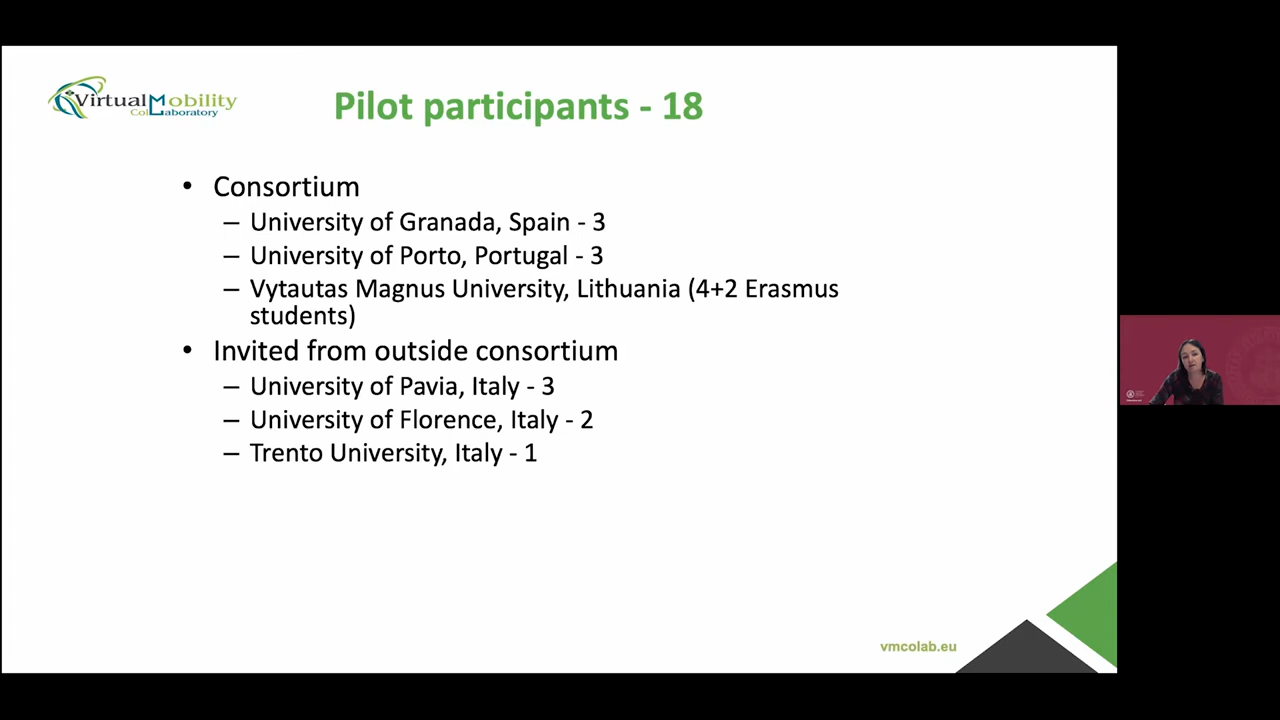 VirtualMobility
ColLaboratory
Pilot participants - 18
• Consortium
– University of Granada, Spain - 3
– University of Porto, Portugal - 3
– Vytautas Magnus University, Lithuania (4+2 Erasmus
students)
• Invited from outside consortium
– University of Pavia, Italy - 3
– University of Florence, Italy - 2
– Trento University, Italy - 1
vmcolab.eu